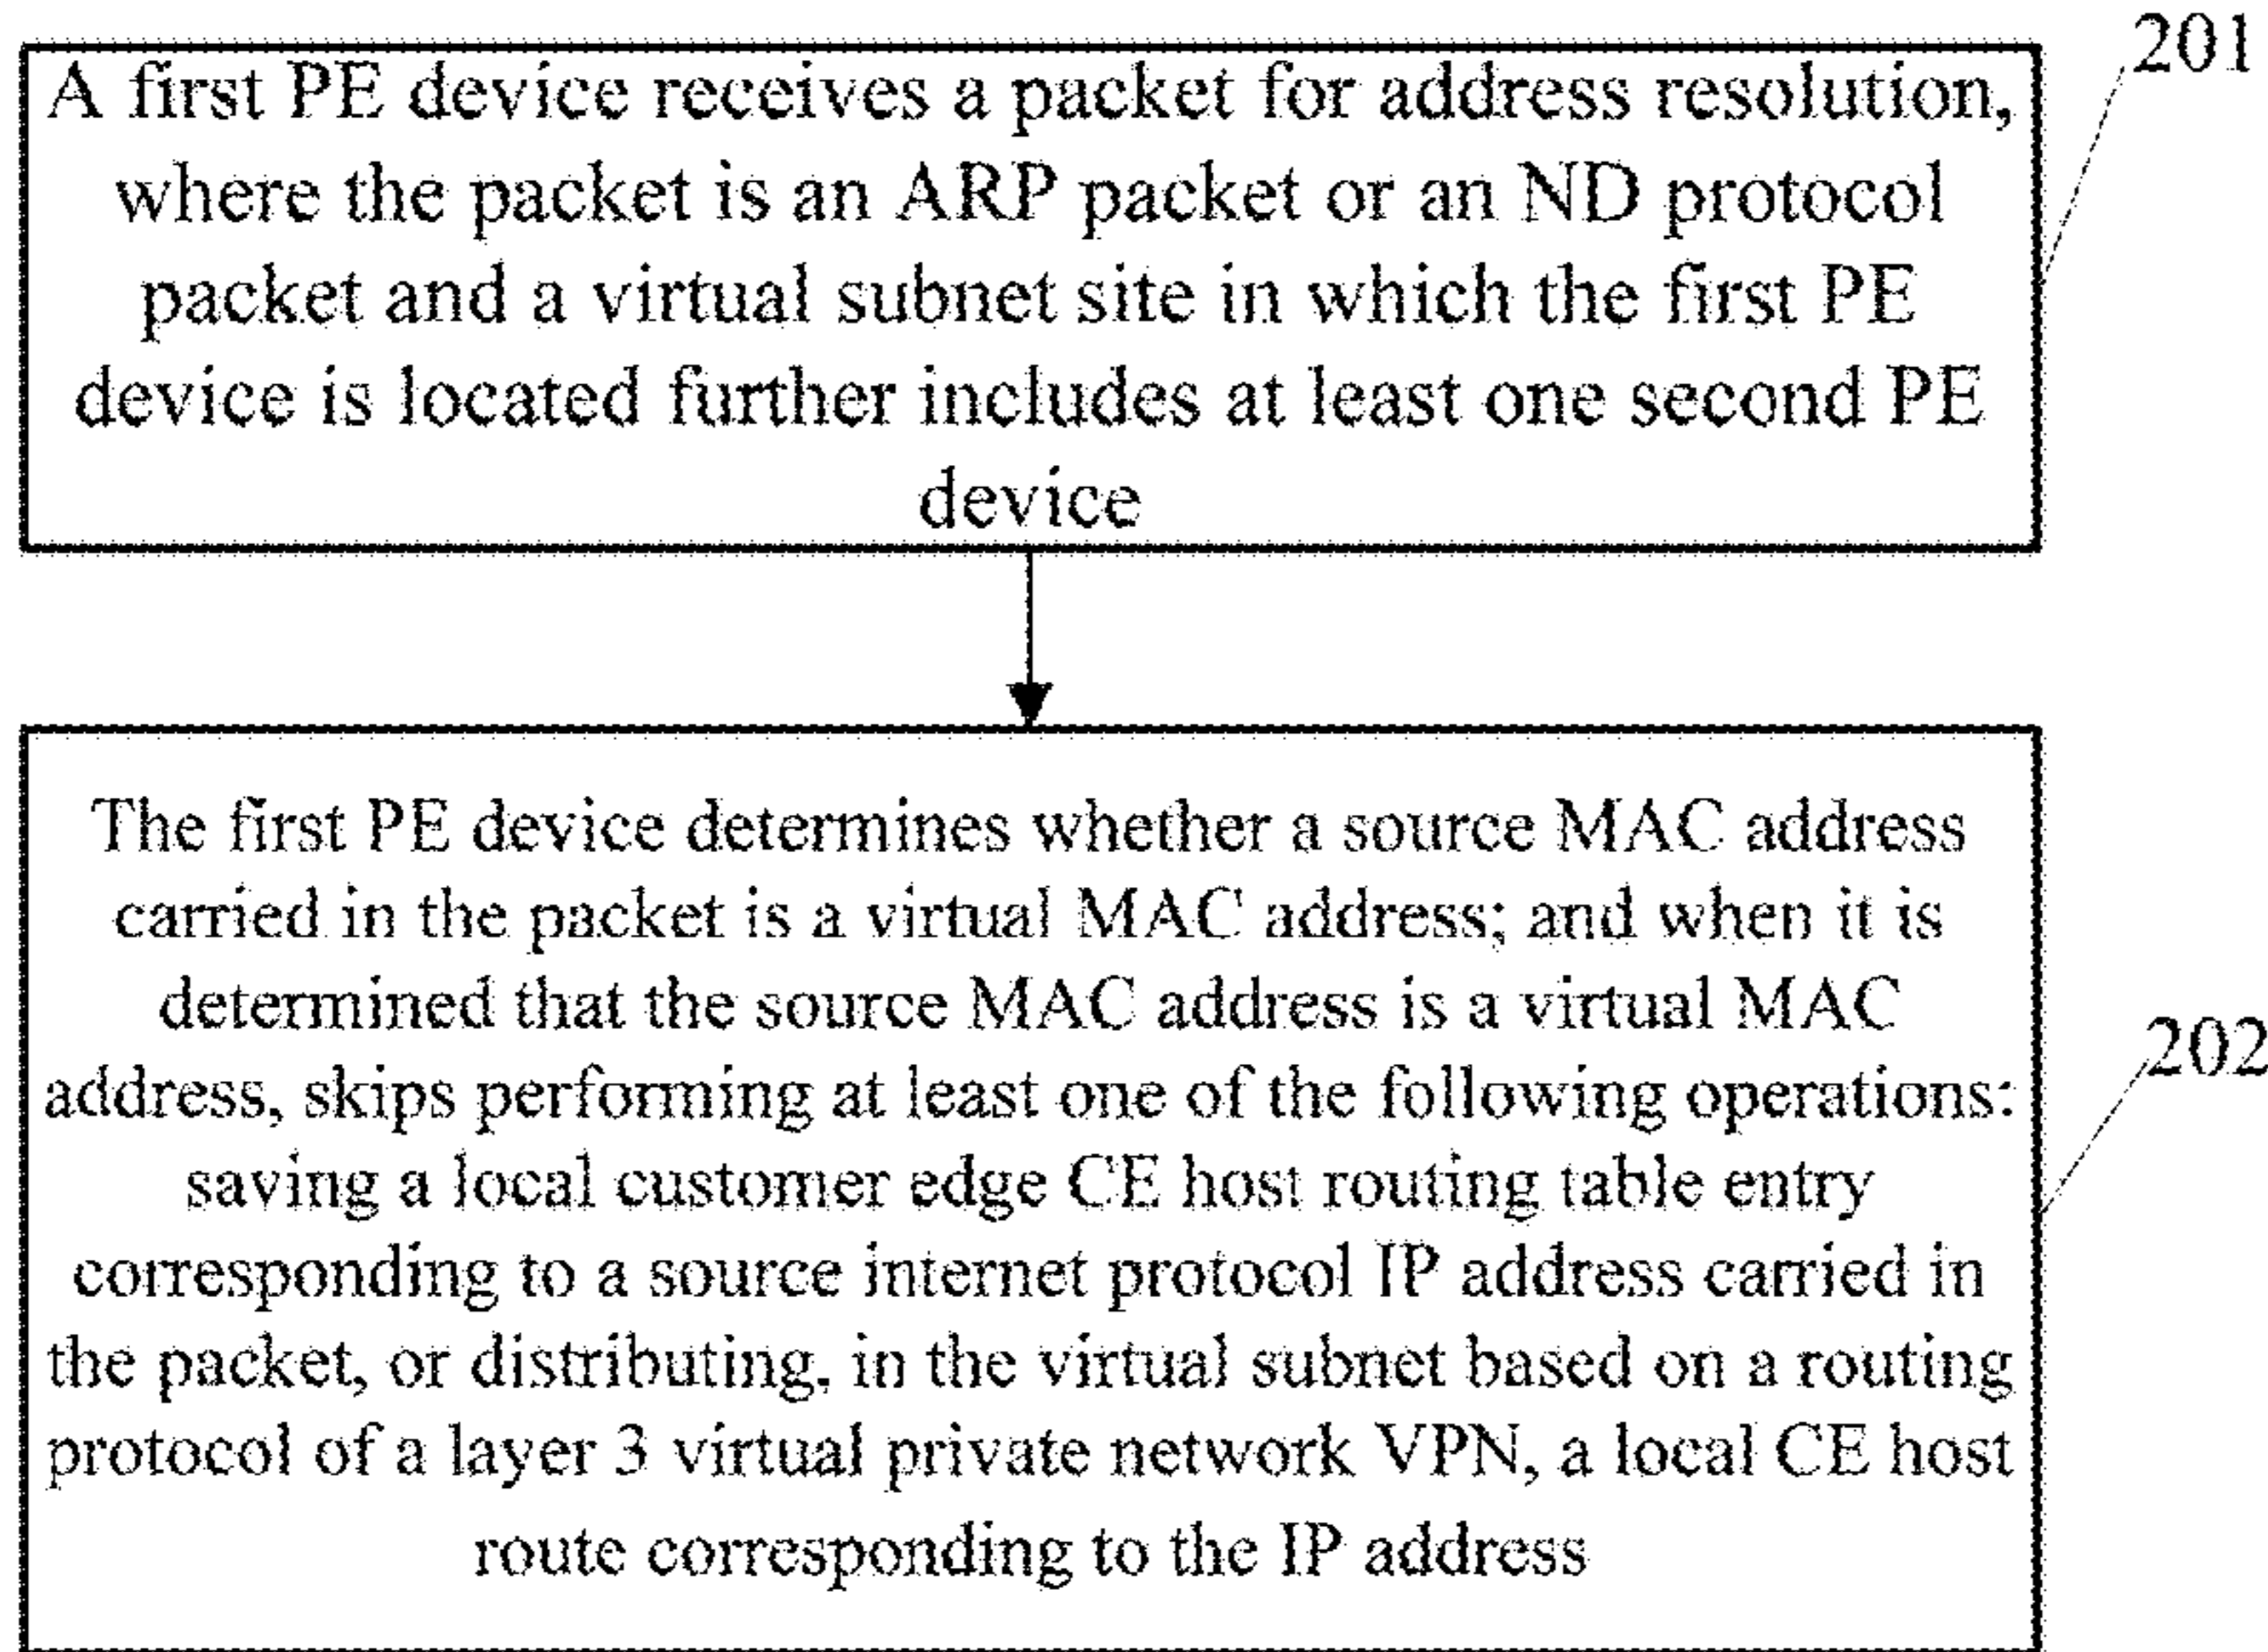 201
A first PE device receives a packet for address resolution,
where the packet is an ARP packet or an ND protocol
packet and a virtual subnet site in which the first PE
device is located further includes at least one second PE
device
The first PE device determines whether a source MAC address
carried in the packet is a virtual MAC address; and when it is
determined that the source MAC address is a virtual MAC
address, skips performing at least one of the following operations:
saving a local customer edge CE host routing table entry
corresponding to a source internet protocol IP address carried in
the packet, or distributing, in the virtual subnet based on a routing
protocol of a layer 3 virtual private network VPN, a local CE host
route corresponding to the IP address
202